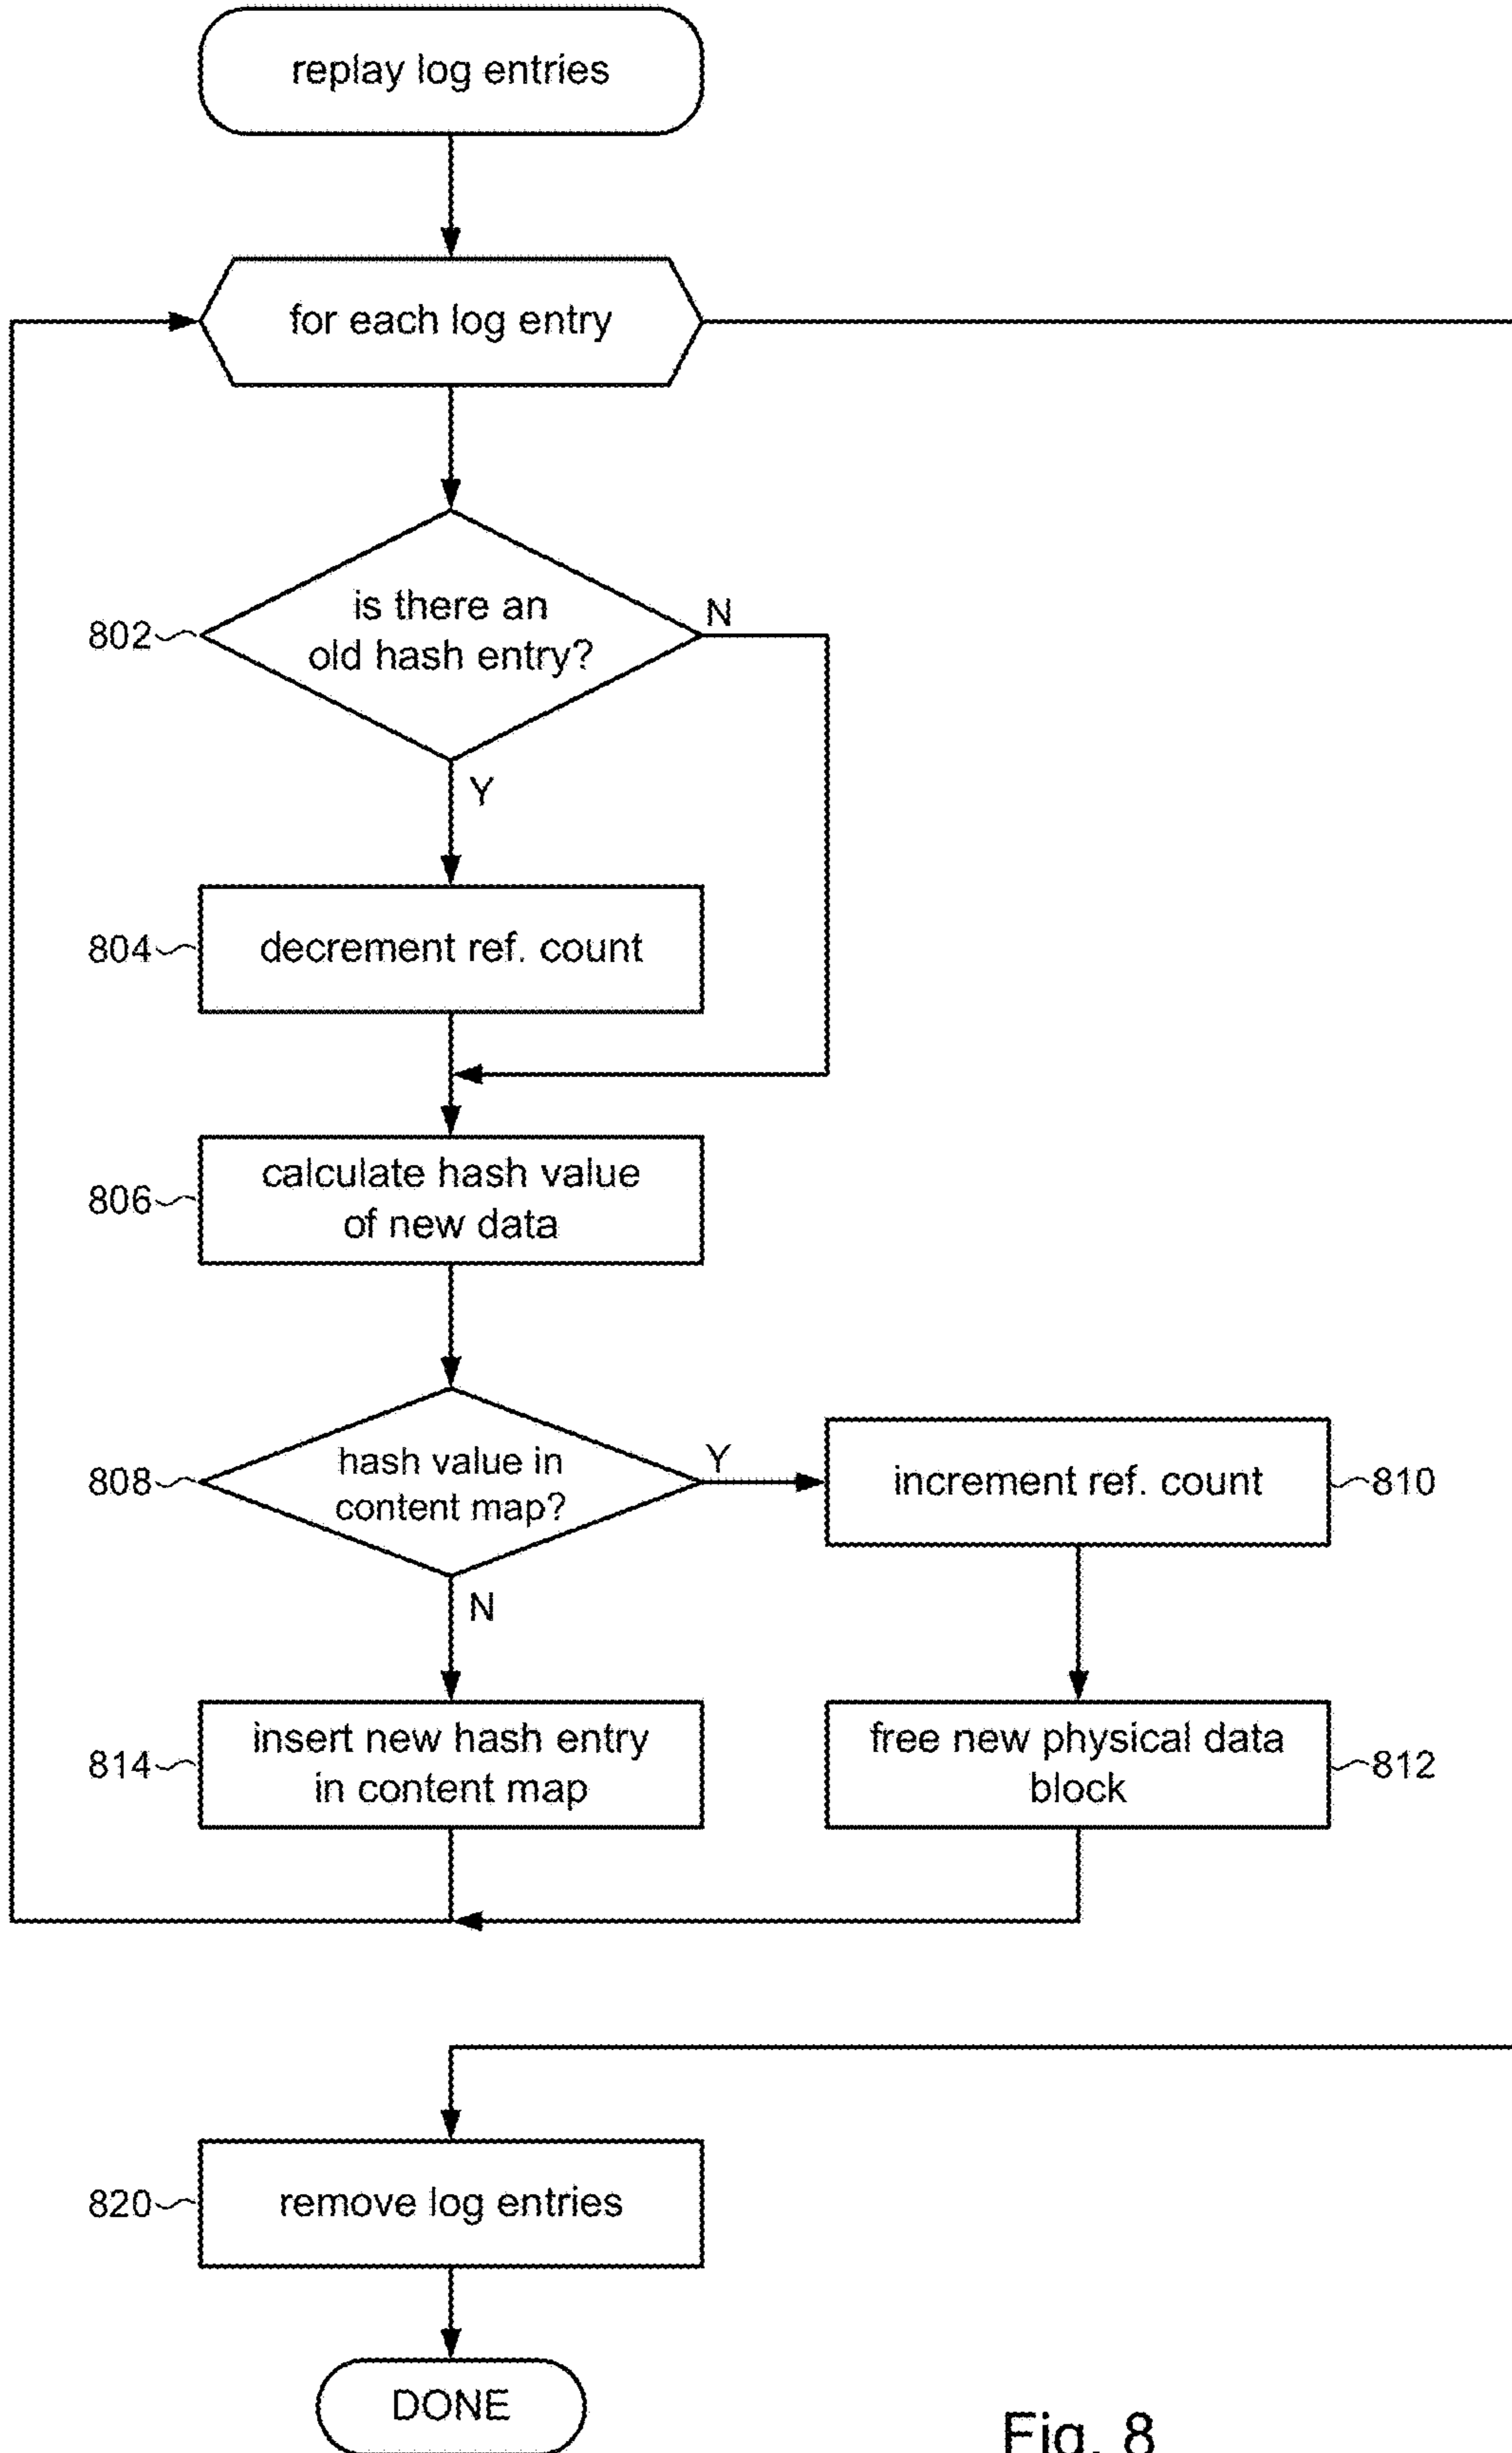 replay log entries
for each log entry
802
is there an
old hash entry?
N
Y
804
decrement ref. count
806
calculate hash value
of new data
808
hash value in
content map?
Y
increment ref. count
810
N
814
insert new hash entry
in content map
free new physical data
block
812
820
remove log entries
DONE
Fig. 8